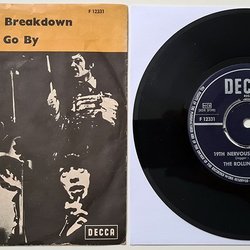 Breakdown
F 12331
Go By
DECCA
DECCA
F 12331
19TH NERVOUS
THE ROLLIN